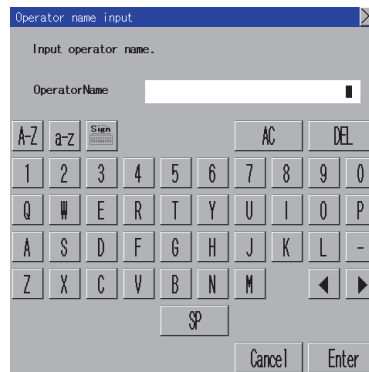 Operator name input
Input operator name.
OperatorName
A-Z a-z Sign AC DEL
1 2 3 4 5 6 7 8 9 0
Q W E R T Y U I O P
A S D F G H J K L -
Z X C V B N M ◀ ▶
SP
Cancel Enter